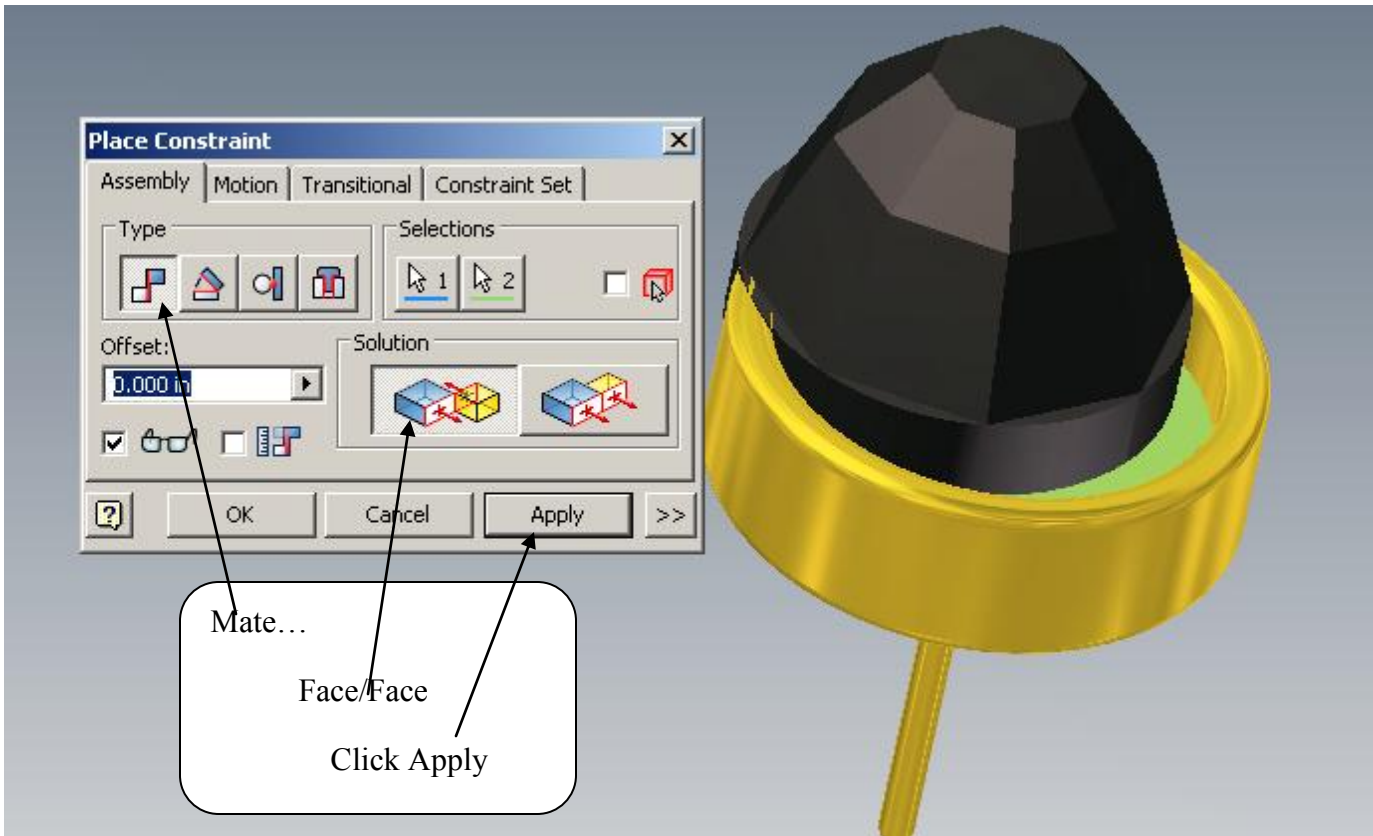 Place Constraint
Assembly Motion Transitional Constraint Set
Type
Selections
1 2
Offset:
Solution
0.000 in
OK Cancel Apply >>
Mate…
Face/Face
Click Apply